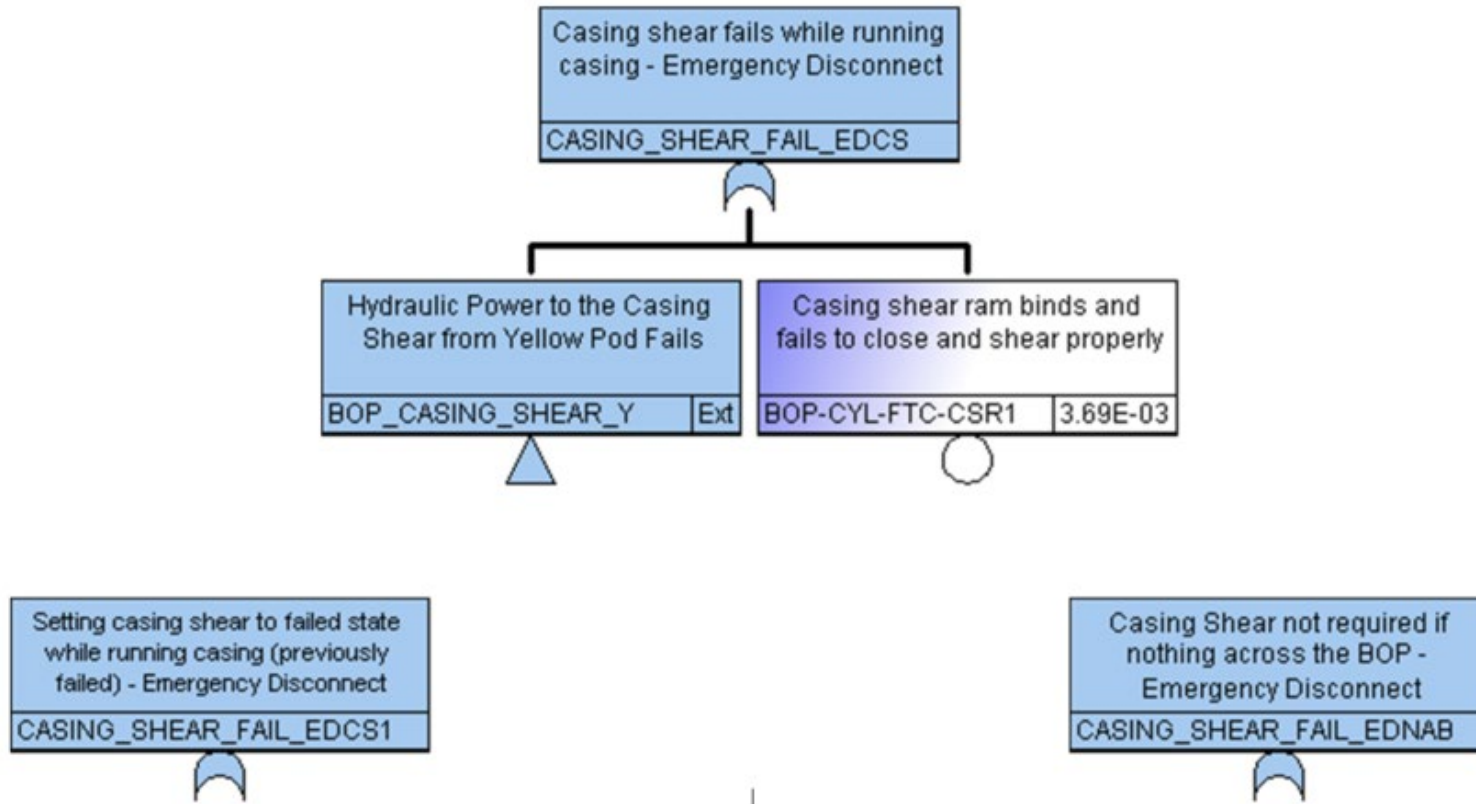 Casing shear fails while running
casing - Emergency Disconnect
CASING_SHEAR_FAIL_EDCS
Hydraulic Power to the Casing
Shear from Yellow Pod Fails
BOP_CASING_SHEAR_Y Ext
Casing shear ram binds and
fails to close and shear properly
BOP-CYL-FTC-CSR1 3.69E-03
Setting casing shear to failed state
while running casing (previously
failed) - Emergency Disconnect
CASING_SHEAR_FAIL_EDCS1
Casing Shear not required if
nothing across the BOP -
Emergency Disconnect
CASING_SHEAR_FAIL_EDNAB